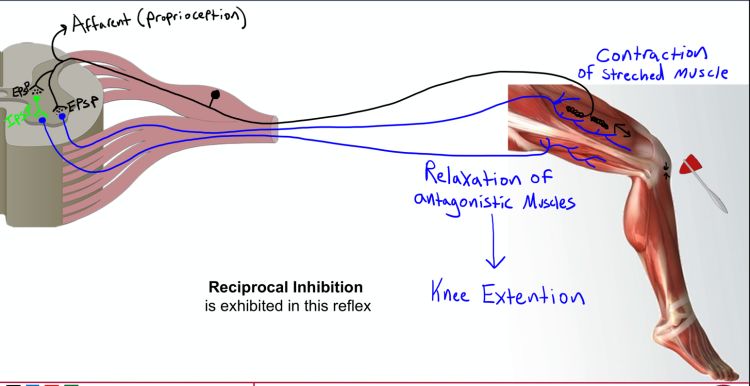 Affarent (proprioception)
EPSP
EPSP
IPSP
Contraction
of Streched Muscle
Relaxation of
antagonistic Muscles
Knee Extention
Reciprocal Inhibition
is exhibited in this reflex